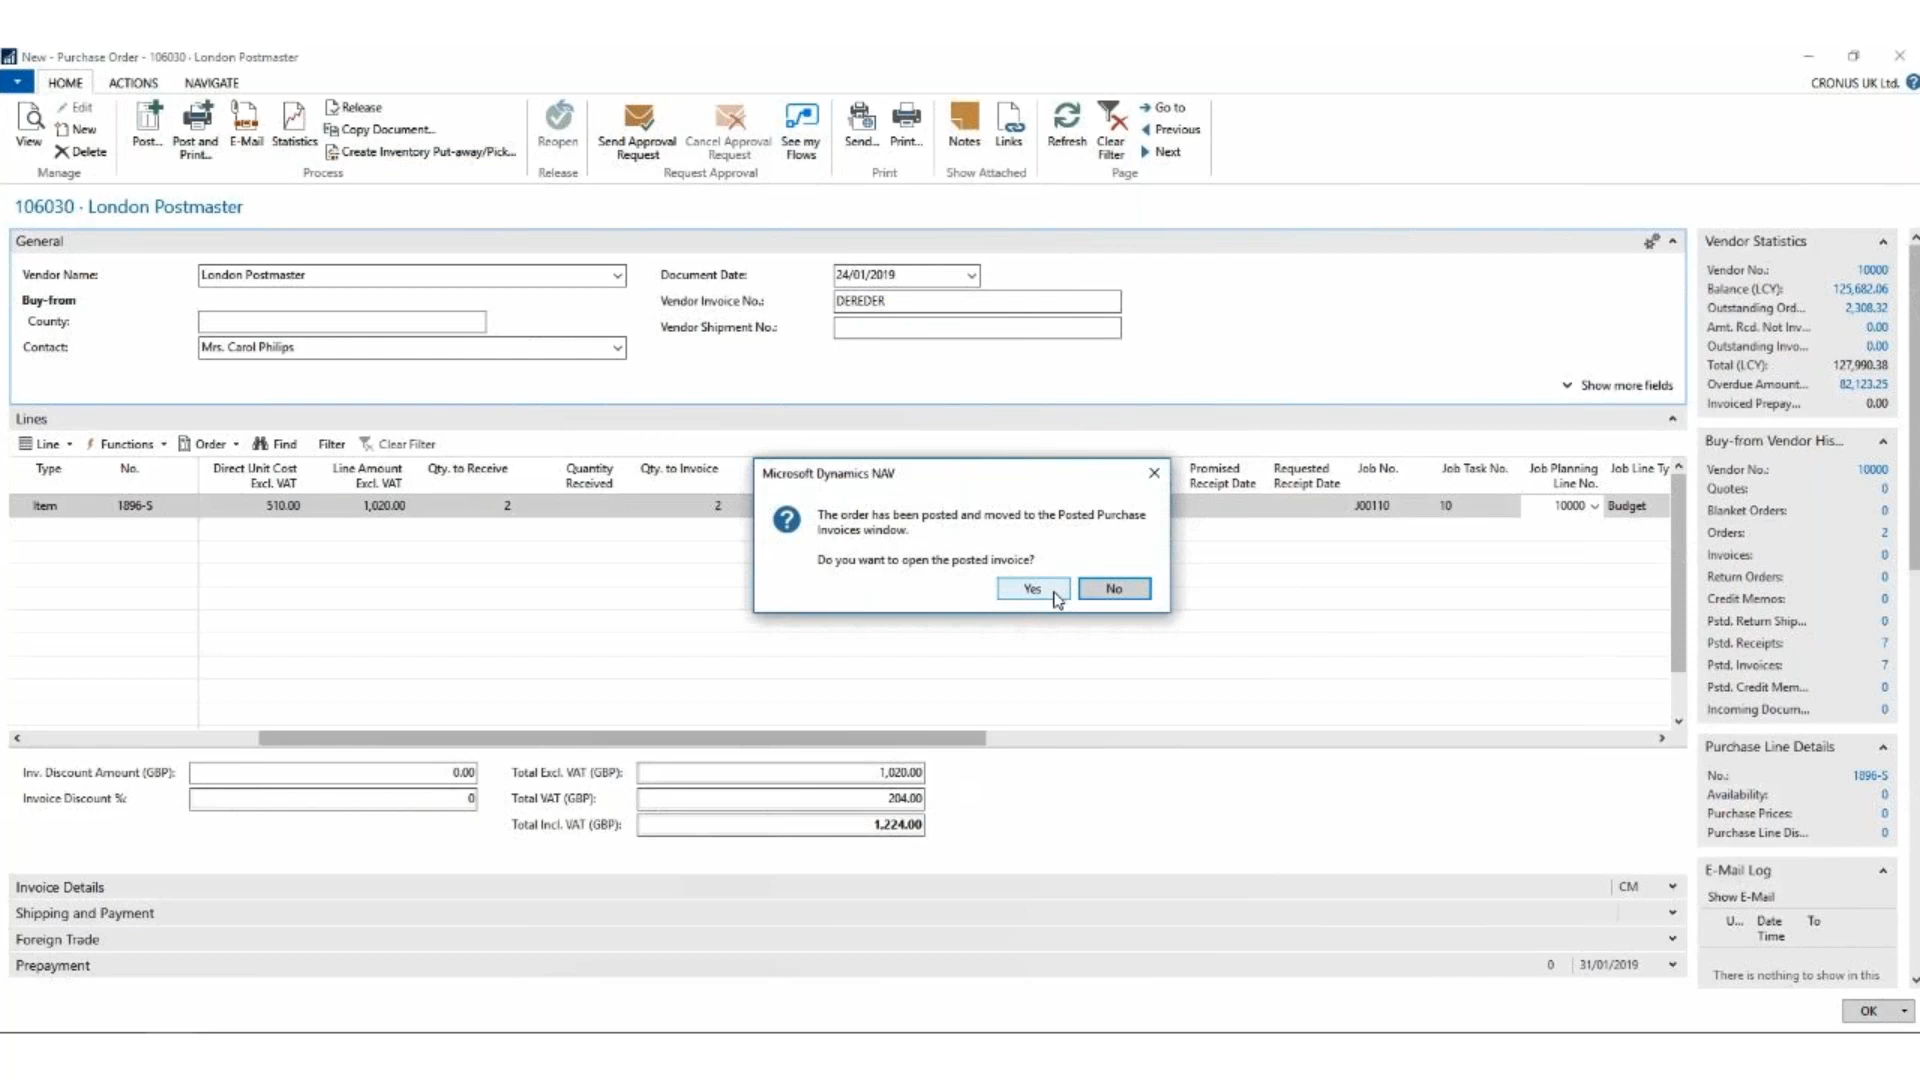 New - Purchase Order - 106030 · London Postmaster
HOME ACTIONS NAVIGATE
CRONUS UK Ltd.
View
Edit
New
Delete
Manage
Post...
Post and Print...
E-Mail
Statistics
Release
Copy Document...
Create Inventory Put-away/Pick...
Process
Reopen
Release
Send Approval Request
Cancel Approval Request
See my Flows
Request Approval
Send...
Print...
Print
Notes
Links
Show Attached
Refresh
Clear Filter
Go to
Previous
Next
Page
106030 · London Postmaster
General
Vendor Name: London Postmaster
Buy-from
County:
Contact: Mrs. Carol Philips
Document Date: 24/01/2019
Vendor Invoice No.: DEREDER
Vendor Shipment No.:
Show more fields
Lines
Line Functions Order Find Filter Clear Filter
Type No. Direct Unit Cost Excl. VAT Line Amount Excl. VAT Qty. to Receive Quantity Received Qty. to Invoice Promised Receipt Date Requested Receipt Date Job No. Job Task No. Job Planning Line No. Job Line Ty
Item 1896-S 510.00 1,020.00 2 2 J00110 10 10000 Budget
Microsoft Dynamics NAV
The order has been posted and moved to the Posted Purchase
Invoices window.
Do you want to open the posted invoice?
Yes No
Inv. Discount Amount (GBP): 0.00
Invoice Discount %: 0
Total Excl. VAT (GBP): 1,020.00
Total VAT (GBP): 204.00
Total Incl. VAT (GBP): 1,224.00
Invoice Details CM
Shipping and Payment
Foreign Trade
Prepayment 0 31/01/2019
Vendor Statistics
Vendor No.: 10000
Balance (LCY): 125,682.06
Outstanding Ord... 2,308.32
Amt. Rcd. Not Inv... 0.00
Outstanding Invo... 0.00
Total (LCY): 127,990.38
Overdue Amount... 82,123.25
Invoiced Prepay... 0.00
Buy-from Vendor His...
Vendor No.: 10000
Quotes: 0
Blanket Orders: 0
Orders: 2
Invoices: 0
Return Orders: 0
Credit Memos: 0
Pstd. Return Ship... 0
Pstd. Receipts: 7
Pstd. Invoices: 7
Pstd. Credit Mem... 0
Incoming Docum... 0
Purchase Line Details
No.: 1896-S
Availability: 0
Purchase Prices: 0
Purchase Line Dis... 0
E-Mail Log
Show E-Mail
U... Date Time To
There is nothing to show in this
OK